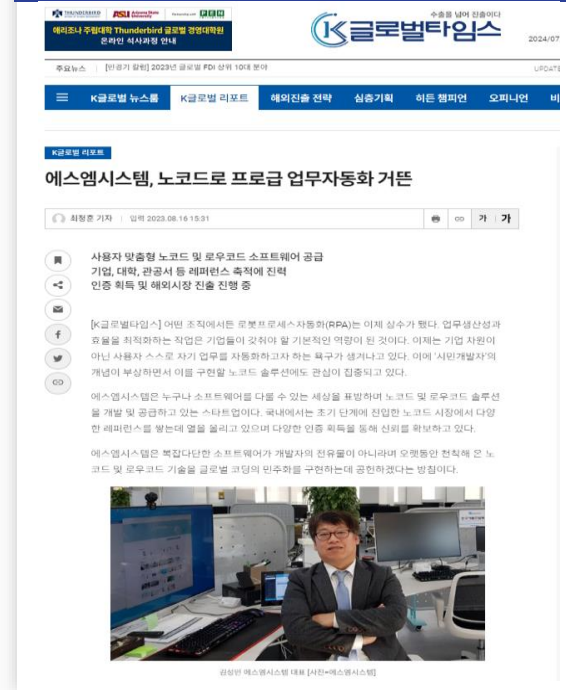 THUNDERBIRD
ASU Arizona State University
애리조나 주립대학 Thunderbird 글로벌 경영대학원
온라인 석사과정 안내
수출을 넘어 진출이다
K글로벌타임스
2024/07
주요뉴스
[민경기 칼럼] 2023년 글로벌 FDI 상위 10대 분야
UPDATE
K글로벌 뉴스룸
K글로벌 리포트
해외진출 전략
심층기획
히든 챔피언
오피니언
비
K글로벌 리포트
에스엠시스템, 노코드로 프로급 업무자동화 거뜬
최정훈 기자
입력 2023.08.16 15:31
가
가
사용자 맞춤형 노코드 및 로우코드 소프트웨어 공급
기업, 대학, 관공서 등 레퍼런스 축적에 진력
인증 획득 및 해외시장 진출 진행 중
[K글로벌타임스] 어떤 조직에서든 로봇프로세스자동화(RPA)는 이제 상수가 됐다. 업무생산성과
효율을 최적화하는 작업은 기업들이 갖춰야 할 기본적인 역량이 된 것이다. 이제는 기업 차원이
아닌 사용자 스스로 자기 업무를 자동화하고자 하는 욕구가 생겨나고 있다. 이에 '시민개발자'의
개념이 부상하면서 이를 구현할 노코드 솔루션에도 관심이 집중되고 있다.
에스엠시스템은 누구나 소프트웨어를 다룰 수 있는 세상을 표방하며 노코드 및 로우코드 솔루션
을 개발 및 공급하고 있는 스타트업이다. 국내에서는 초기 단계에 진입한 노코드 시장에서 다양
한 레퍼런스를 쌓는데 열을 올리고 있으며 다양한 인증 획득을 통해 신뢰를 확보하고 있다.
에스엠시스템은 복잡다단한 소프트웨어가 개발자의 전유물이 아니라며 오랫동안 천착해 온 노
코드 및 로우코드 기술을 글로벌 코딩의 민주화를 구현하는데 공헌하겠다는 방침이다.
에스엠시스템 대표 [사진=에스엠시스템]